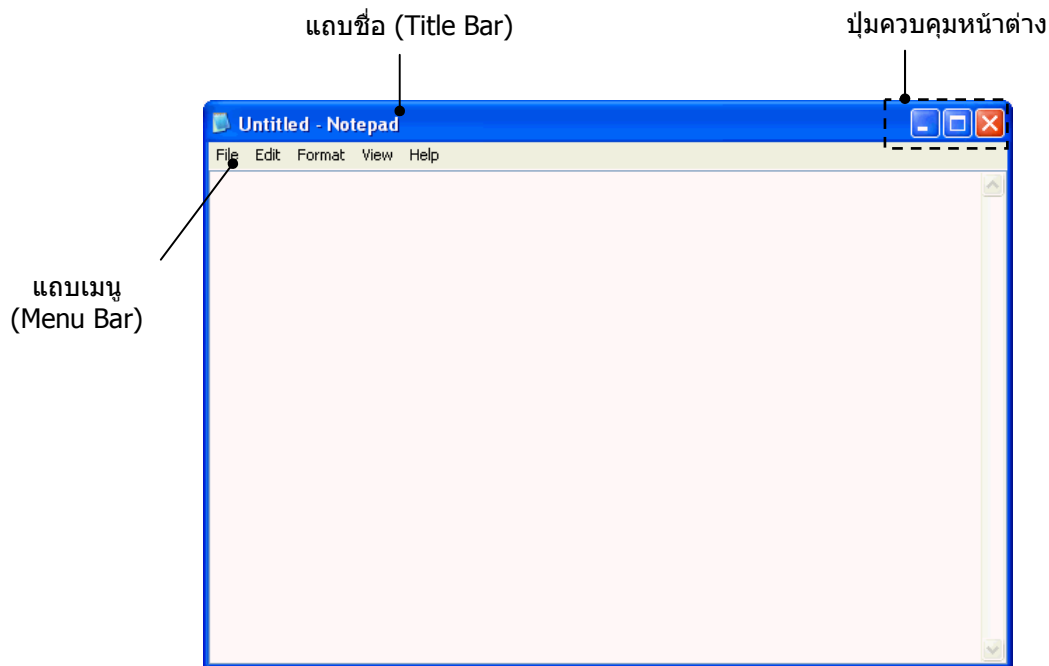 แถบชื่อ (Title Bar)
ปุ่มควบคุมหน้าต่าง
Untitled - Notepad
File Edit Format View Help
แถบเมนู
(Menu Bar)